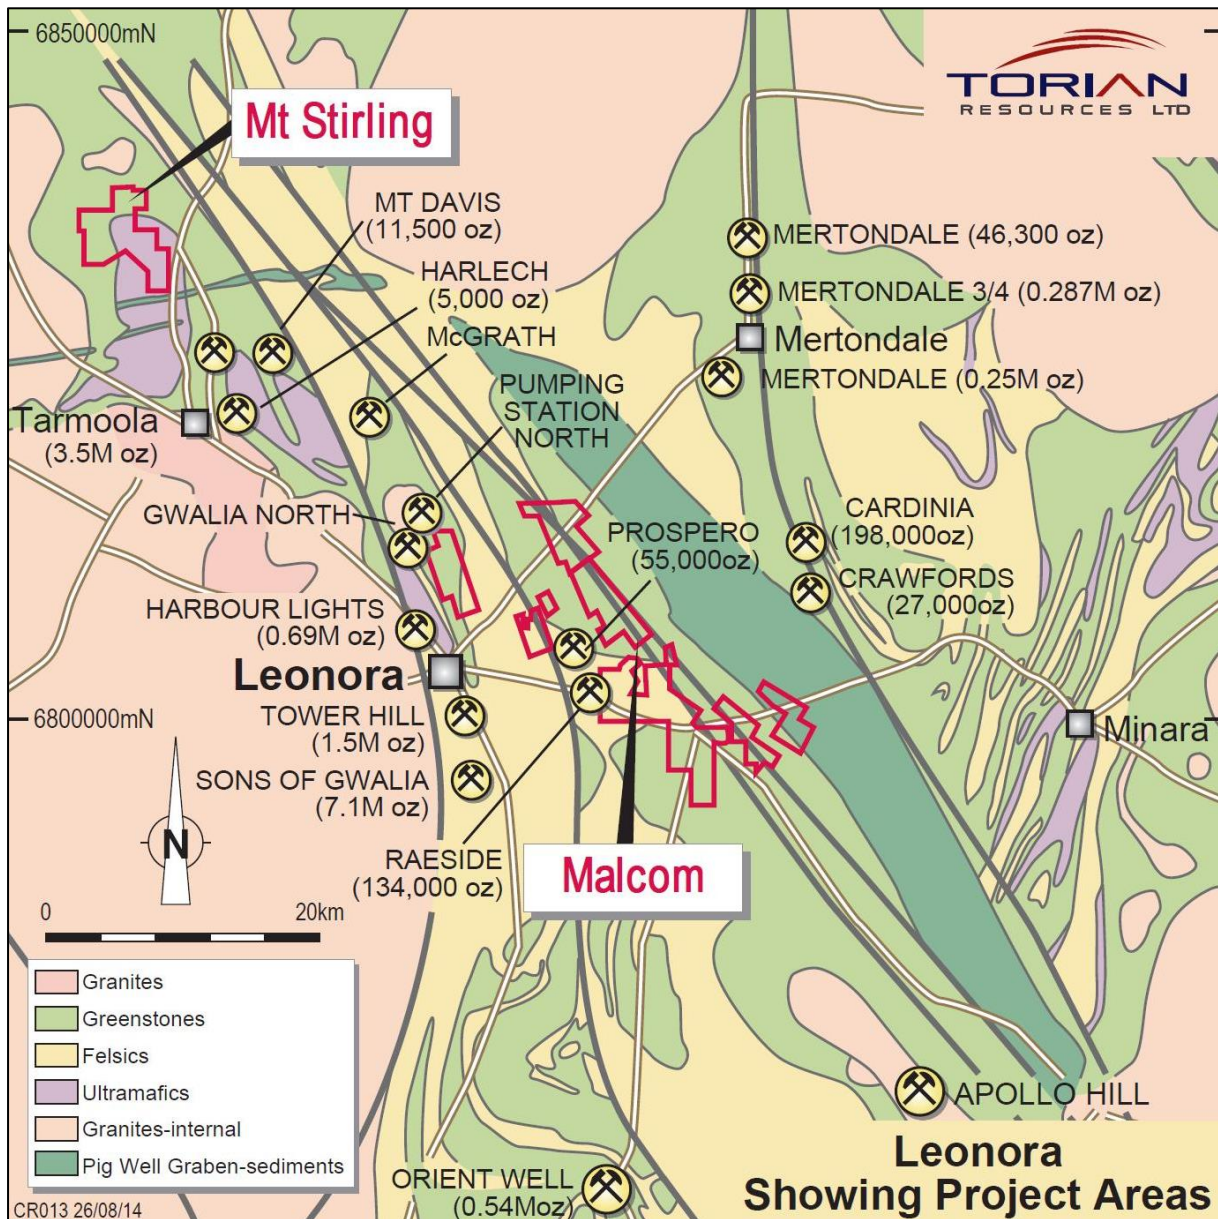 6850000mN
TORIAN
RESOURCES LTD
Mt Stirling
MT DAVIS
(11,500 oz)
HARLECH
(5,000 oz)
McGRATH
PUMPING
STATION
NORTH
MERTONDALE (46,300 oz)
MERTONDALE 3/4 (0.287M oz)
Mertondale
MERTONDALE (0.25M oz)
Tarmoola
(3.5M oz)
GWALIA NORTH
PROSPERO
(55,000oz)
CARDINIA
(198,000oz)
CRAWFORDS
(27,000oz)
HARBOUR LIGHTS
(0.69M oz)
Leonora
6800000mN
TOWER HILL
(1.5M oz)
Minara
SONS OF GWALIA
(7.1M oz)
N
RAESIDE
(134,000 oz)
Malcom
0 20km
Granites
Greenstones
Felsics
Ultramafics
Granites-internal
Pig Well Graben-sediments
APOLLO HILL
ORIENT WELL
(0.54Moz)
Leonora
Showing Project Areas
CR013 26/08/14